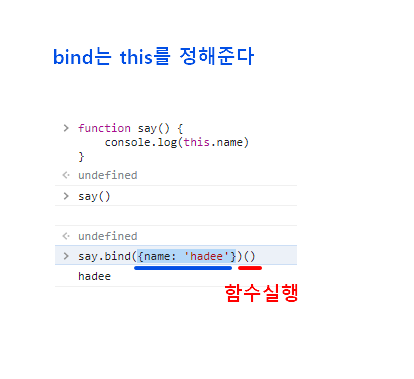 bind는 this를 정해준다
> function say() {
console.log(this.name)
}
undefined
> say()
undefined
> say.bind({name: 'hadee'})()
hadee
함수실행